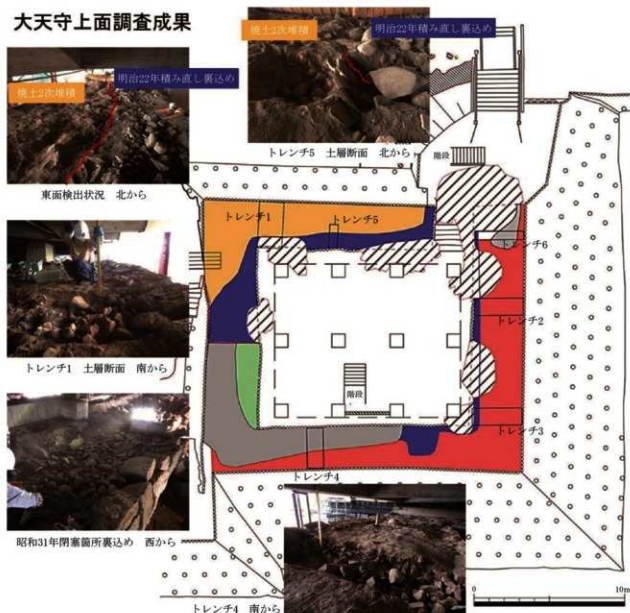 大天守上面調査成果
焼土2次堆積
明治22年積み直し裏込め
トレンチ5 土層断面 北から
焼土2次堆積
明治22年積み直し裏込め
東面検出状況 北から
階段
トレンチ1
トレンチ5
トレンチ6
トレンチ2
トレンチ1 土層断面 南から
階段
トレンチ3
トレンチ4
昭和31年閉塞箇所裏込め 西から
トレンチ4 南から
0
10m